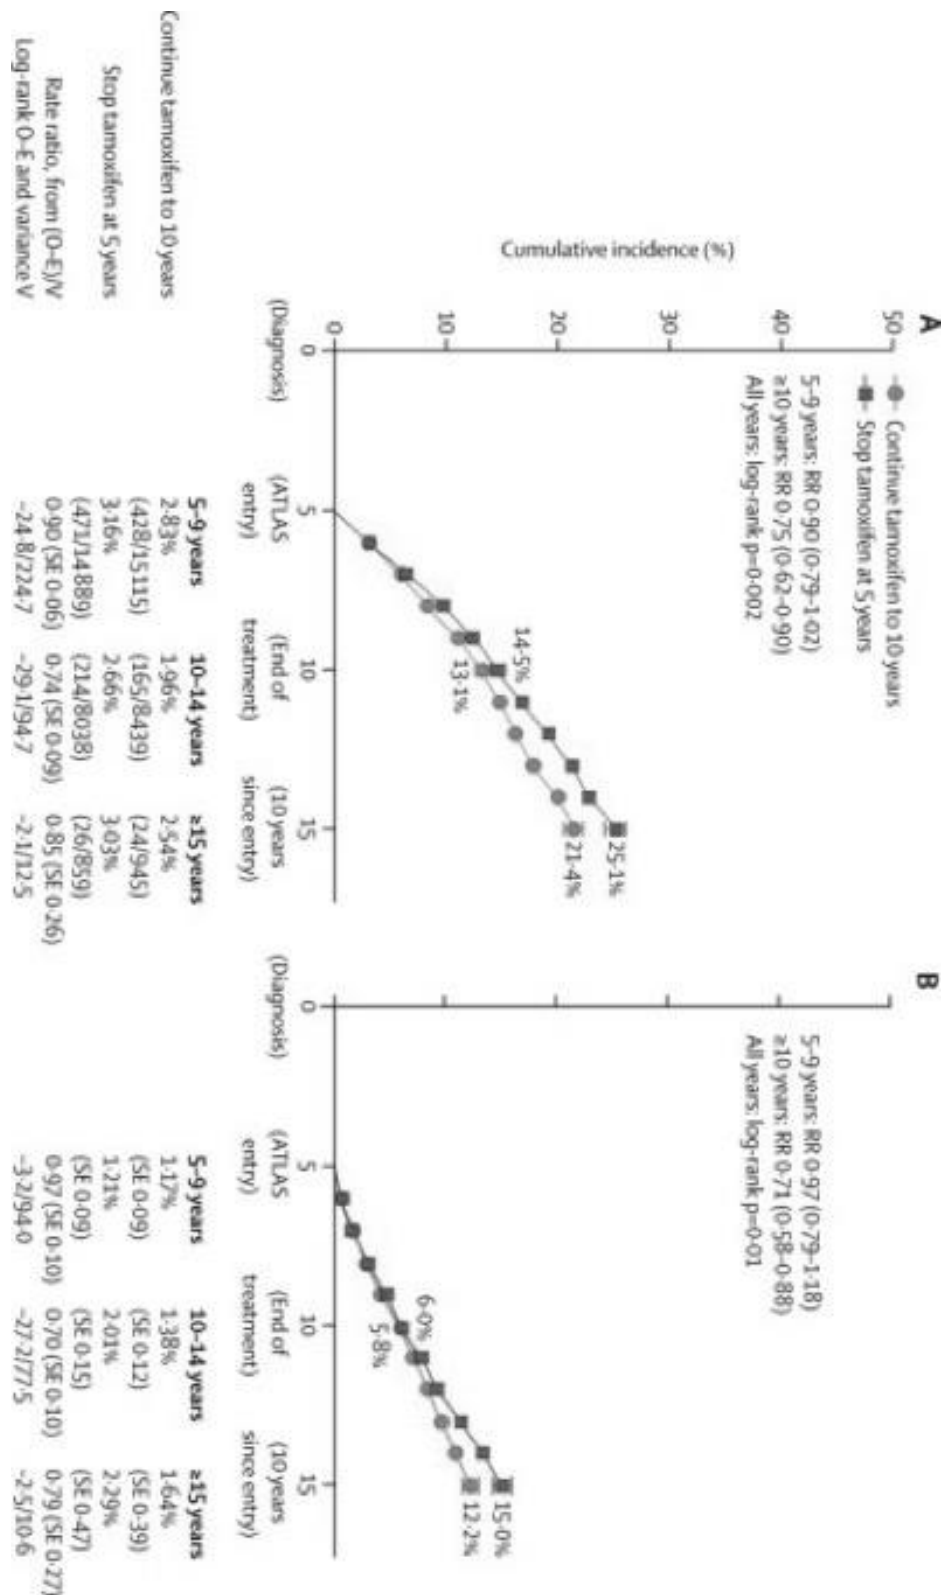 A
Continue tamoxifen to 10 years
Stop tamoxifen at 5 years
5–9 years: RR 0·90 (0·79–1·02)
≥10 years: RR 0·75 (0·62–0·90)
All years: log-rank p=0·002
Cumulative incidence (%)
50
40
30
20
10
0
14·5%
13·1%
25·1%
21·4%
0 5 10 15
(Diagnosis) (ATLAS entry) (End of treatment) (10 years since entry)
B
5–9 years: RR 0·97 (0·79–1·18)
≥10 years: RR 0·71 (0·58–0·88)
All years: log-rank p=0·01
6·0%
5·8%
15·0%
12·2%
0 5 10 15
(Diagnosis) (ATLAS entry) (End of treatment) (10 years since entry)
5–9 years 10–14 years ≥15 years 5–9 years 10–14 years ≥15 years
Continue tamoxifen to 10 years 2·83% 1·96% 2·54% 1·17% 1·38% 1·64%
(428/15115) (165/8439) (24/945) (SE 0·09) (SE 0·12) (SE 0·39)
Stop tamoxifen at 5 years 3·16% 2·66% 3·03% 1·21% 2·01% 2·29%
(471/14889) (214/8038) (26/859) (SE 0·09) (SE 0·15) (SE 0·47)
Rate ratio, from (O–E)/V 0·90 (SE 0·06) 0·74 (SE 0·09) 0·85 (SE 0·26) 0·97 (SE 0·10) 0·70 (SE 0·10) 0·79 (SE 0·27)
Log-rank O–E and variance V –24·8/224·7 –29·1/94·7 –2·1/12·5 –3·2/94·0 –27·2/77·5 –2·5/10·6